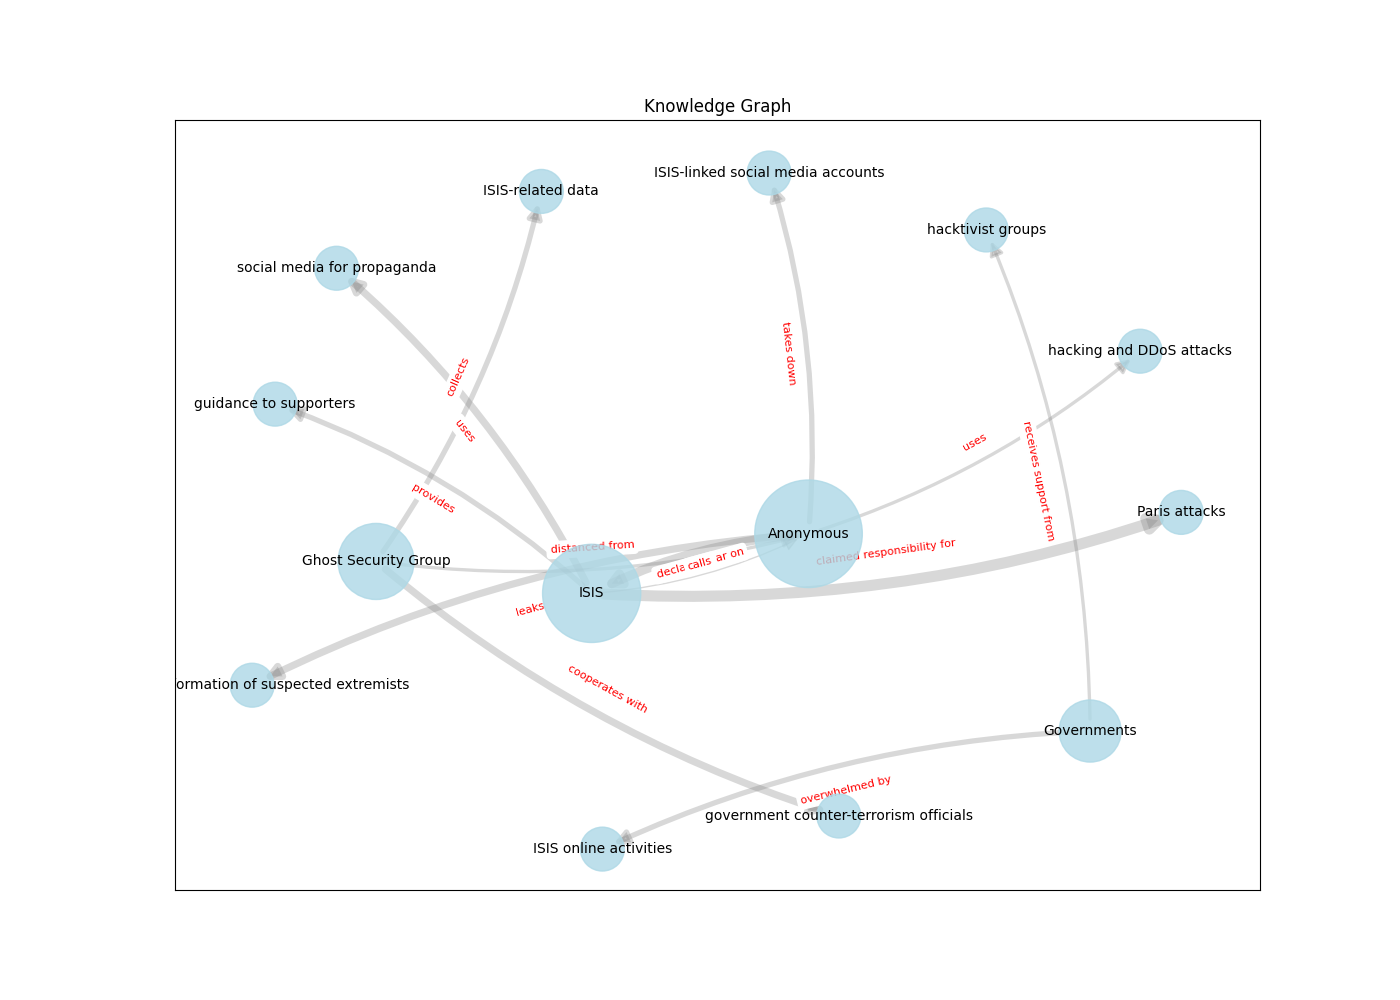 Knowledge Graph
ISIS-linked social media accounts
ISIS-related data
hacktivist groups
social media for propaganda
takes down
hacking and DDoS attacks
collects
guidance to supporters
uses
uses
receives support from
provides
Paris attacks
Anonymous
distanced from
claimed responsibility for
Ghost Security Group
calls
on
ISIS
leaks
ormation of suspected extremists
cooperates with
Governments
overwhelmed by
government counter-terrorism officials
ISIS online activities